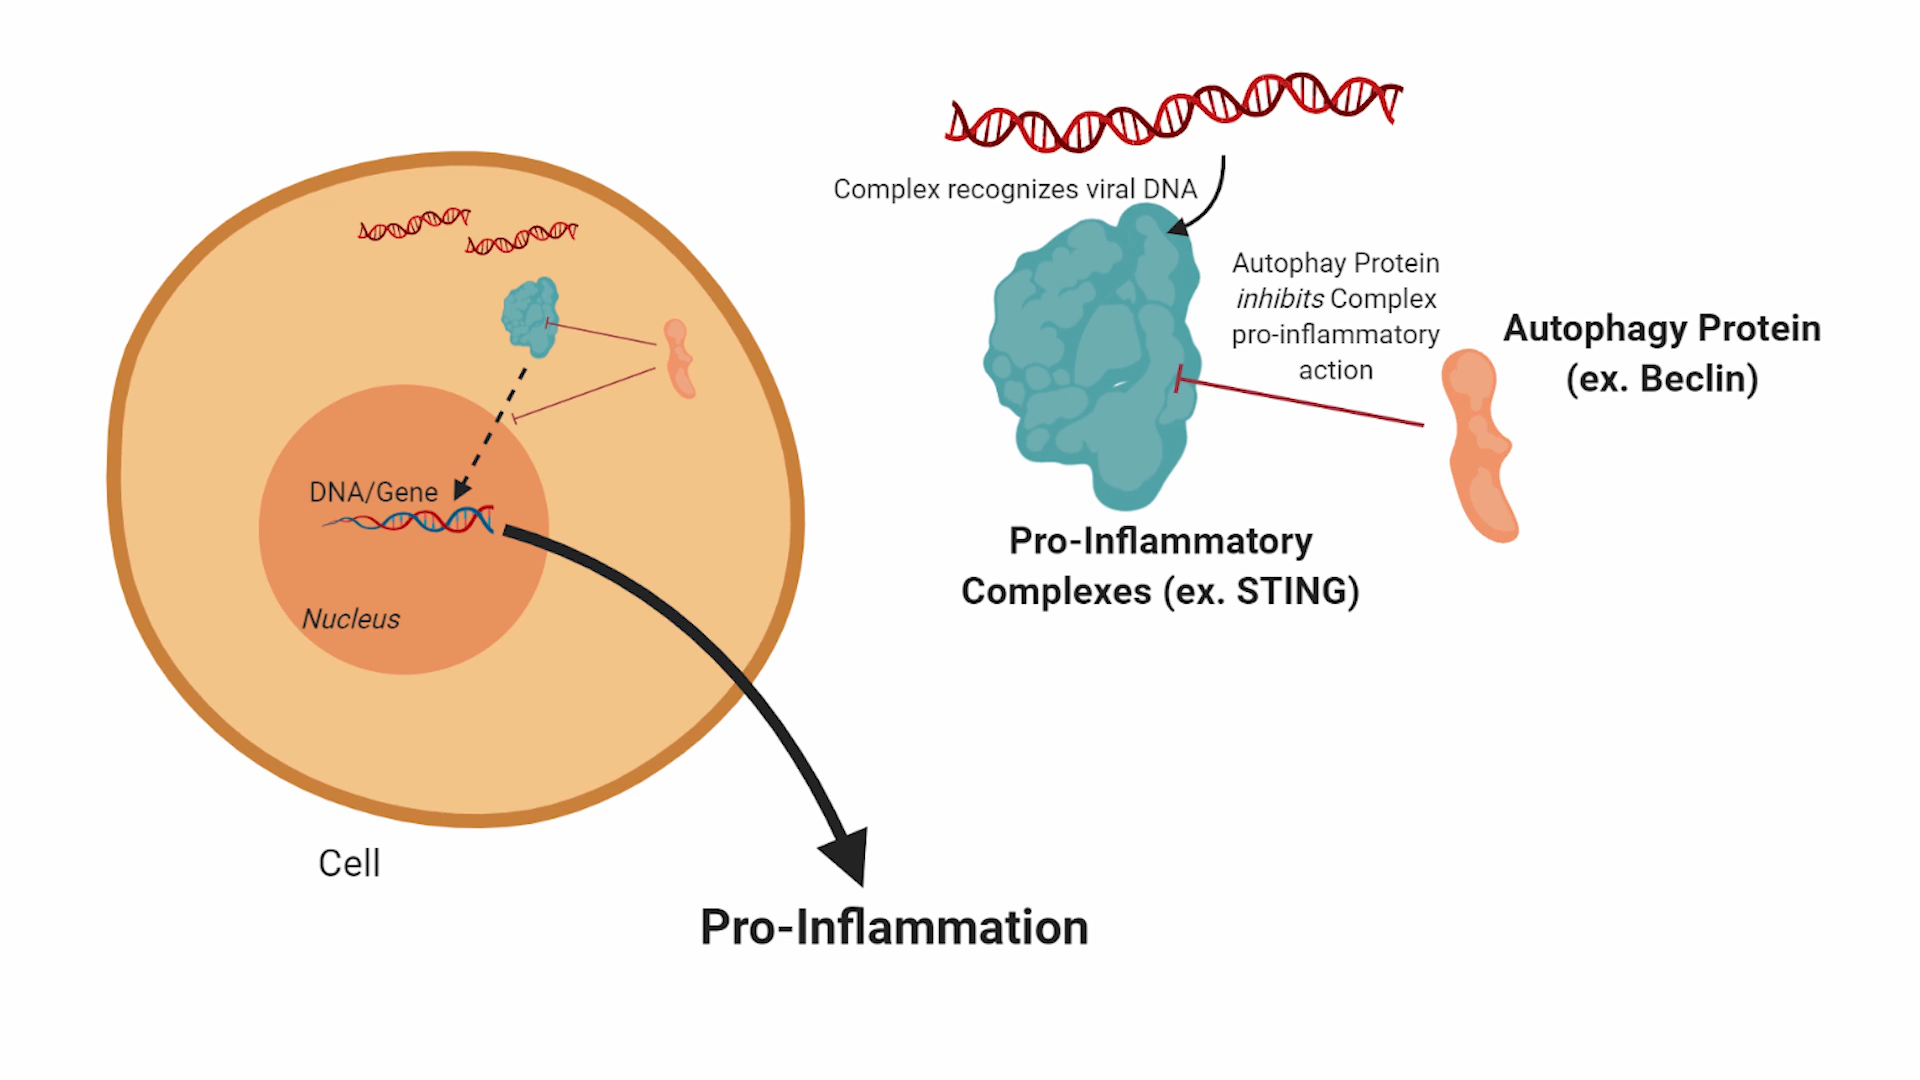 Complex recognizes viral DNA
Autophay Protein
inhibits Complex
pro-inflammatory
action
Autophagy Protein
(ex. Beclin)
DNA/Gene
Nucleus
Pro-Inflammatory
Complexes (ex. STING)
Cell
Pro-Inflammation